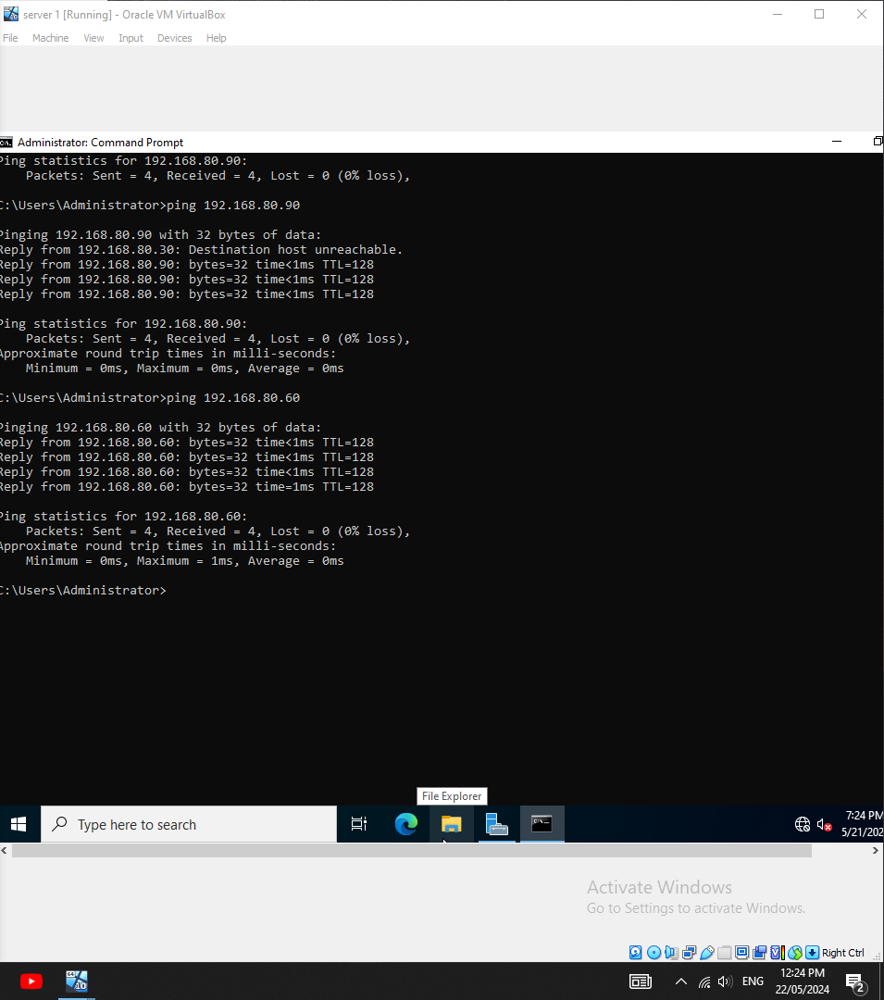 server 1 [Running] - Oracle VM VirtualBox
File Machine View Input Devices Help
Administrator: Command Prompt
Ping statistics for 192.168.80.90:
Packets: Sent = 4, Received = 4, Lost = 0 (0% loss),
C:\Users\Administrator>ping 192.168.80.90
Pinging 192.168.80.90 with 32 bytes of data:
Reply from 192.168.80.30: Destination host unreachable.
Reply from 192.168.80.90: bytes=32 time<1ms TTL=128
Reply from 192.168.80.90: bytes=32 time<1ms TTL=128
Reply from 192.168.80.90: bytes=32 time<1ms TTL=128
Ping statistics for 192.168.80.90:
Packets: Sent = 4, Received = 4, Lost = 0 (0% loss),
Approximate round trip times in milli-seconds:
Minimum = 0ms, Maximum = 0ms, Average = 0ms
C:\Users\Administrator>ping 192.168.80.60
Pinging 192.168.80.60 with 32 bytes of data:
Reply from 192.168.80.60: bytes=32 time<1ms TTL=128
Reply from 192.168.80.60: bytes=32 time<1ms TTL=128
Reply from 192.168.80.60: bytes=32 time<1ms TTL=128
Reply from 192.168.80.60: bytes=32 time=1ms TTL=128
Ping statistics for 192.168.80.60:
Packets: Sent = 4, Received = 4, Lost = 0 (0% loss),
Approximate round trip times in milli-seconds:
Minimum = 0ms, Maximum = 1ms, Average = 0ms
C:\Users\Administrator>
File Explorer
Type here to search
7:24 PM
5/21/202
Activate Windows
Go to Settings to activate Windows.
Right Ctrl
ENG
12:24 PM
22/05/2024
2